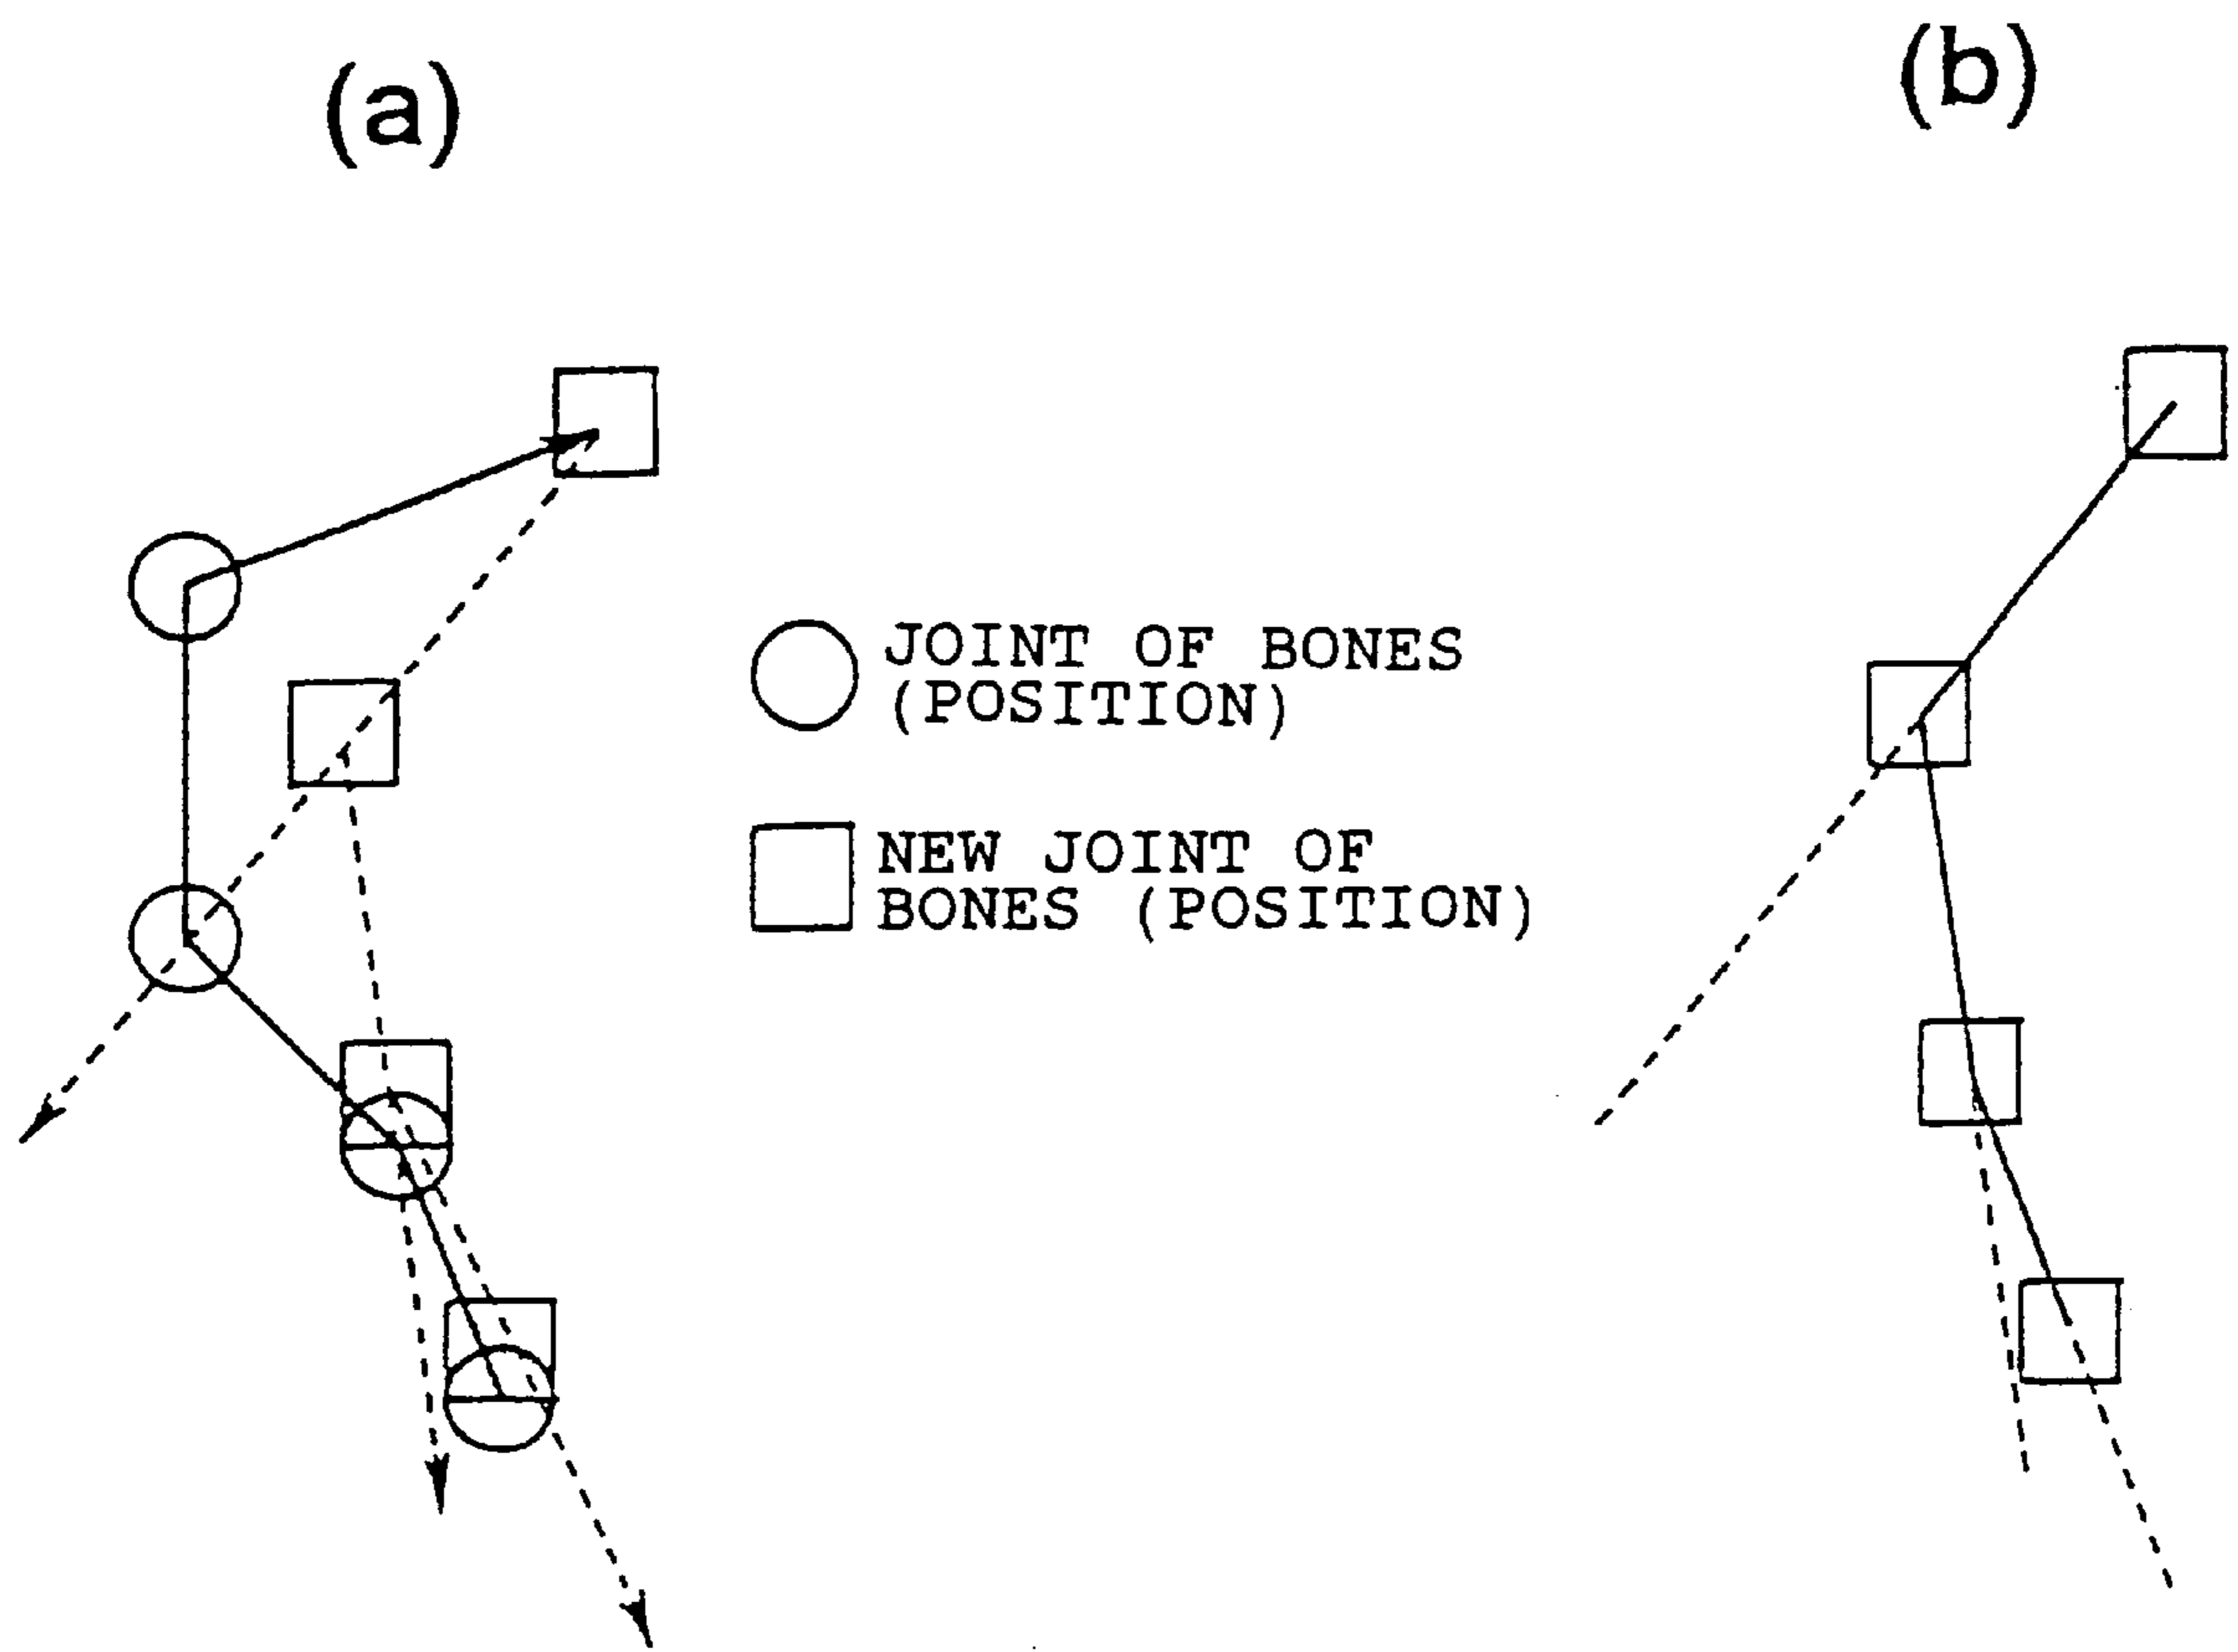 (a)
(b)
JOINT OF BONES
(POSITION)
NEW JOINT OF
BONES (POSITION)